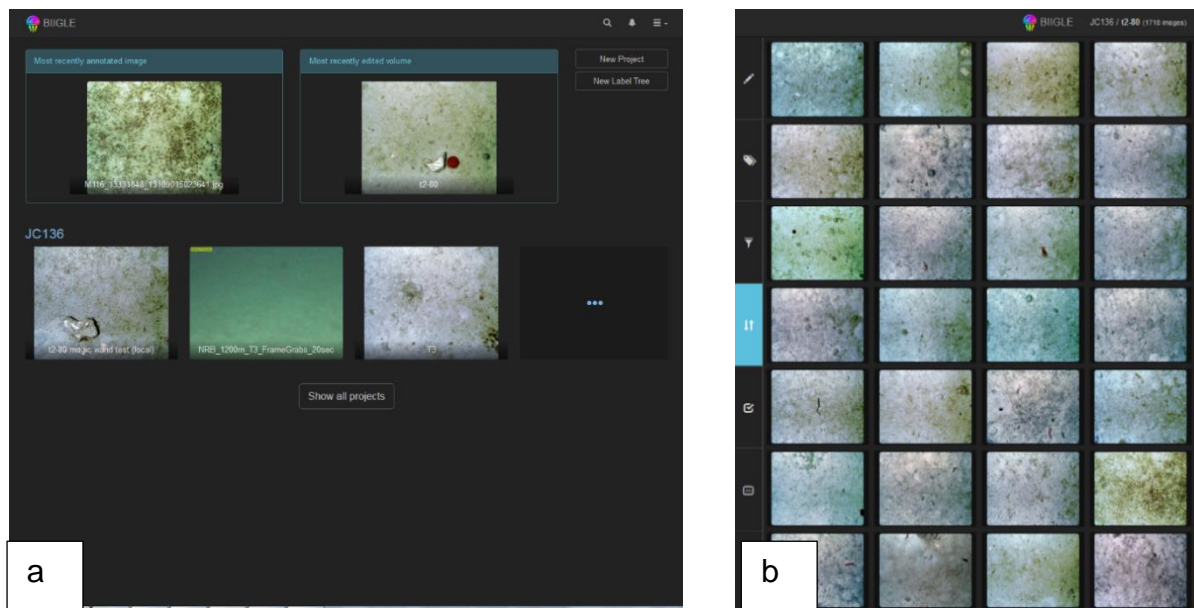 BIIGLE
Most recently annotated image
Most recently edited volume
New Project
New Label Tree
t2-80
JC136
t2-80 magic wand test (local)
NRB_1200m_T3_FrameGrabs_20sec
T3
Show all projects
a
BIIGLE
JC136 / t2-80 (1718 images)
b